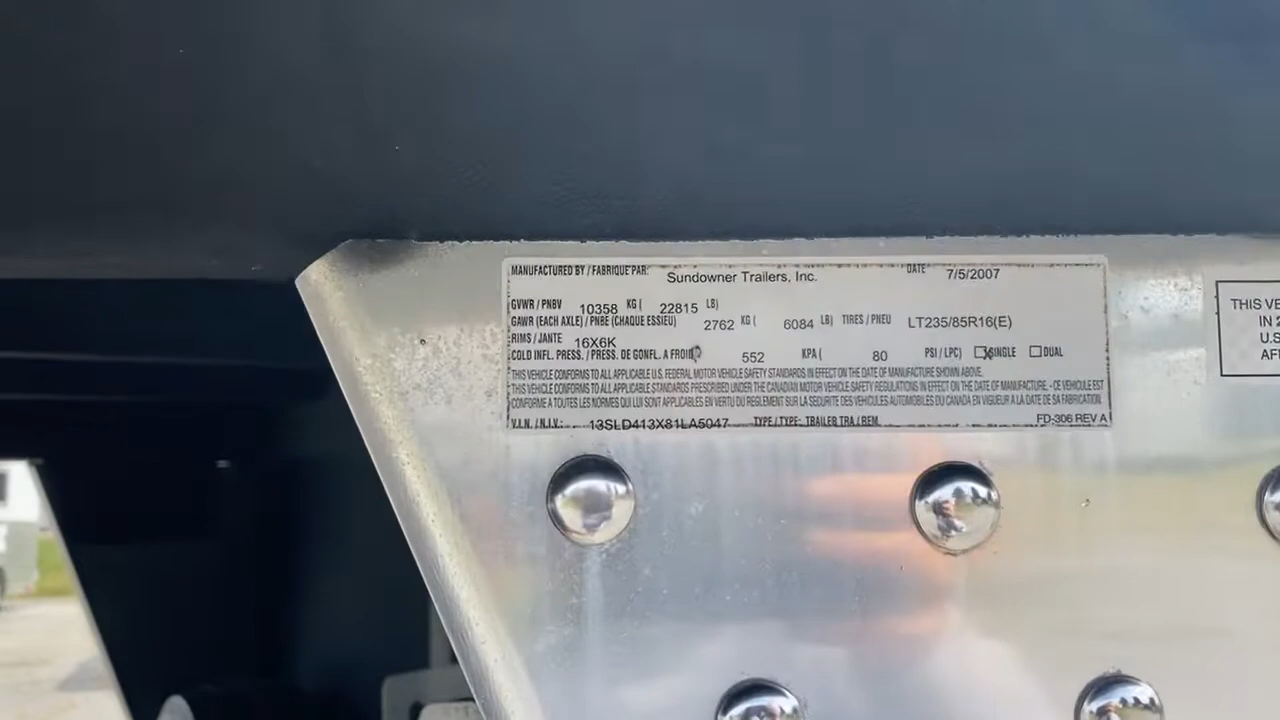 MANUFACTURED BY / FABRIQUE PAR: Sundowner Trailers, Inc. DATE 7/5/2007
GVWR / PNBV 10358 KG ( 22815 LB)
GAWR (EACH AXLE) / PNBE (CHAQUE ESSIEU) 2762 KG ( 6084 LB) TIRES / PNEU LT235/85R16(E)
RIMS / JANTE 16X6K
COLD INFL. PRESS. / PRESS. DE GONFL. A FROID 552 KPA ( 80 PSI / LPC) SINGLE DUAL
THIS VEHICLE CONFORMS TO ALL APPLICABLE U.S. FEDERAL MOTOR VEHICLE SAFETY STANDARDS IN EFFECT ON THE DATE OF MANUFACTURE SHOWN ABOVE.
THIS VEHICLE CONFORMS TO ALL APPLICABLE STANDARDS PRESCRIBED UNDER THE CANADIAN MOTOR VEHICLE SAFETY REGULATIONS IN EFFECT ON THE DATE OF MANUFACTURE. - CE VEHICULE EST
CONFORME A TOUTES LES NORMES QUI LUI SONT APPLICABLES EN VERTU DU REGLEMENT SUR LA SECURITE DES VEHICULES AUTOMOBILES DU CANADA EN VIGUEUR A LA DATE DE SA FABRICATION.
V.I.N. / N.I.V.: 13SLD413X81LA5047 TYPE / TYPE: TRAILER TRA / REM. FD-306 REV A
THIS VE
IN 2
U.S
AF